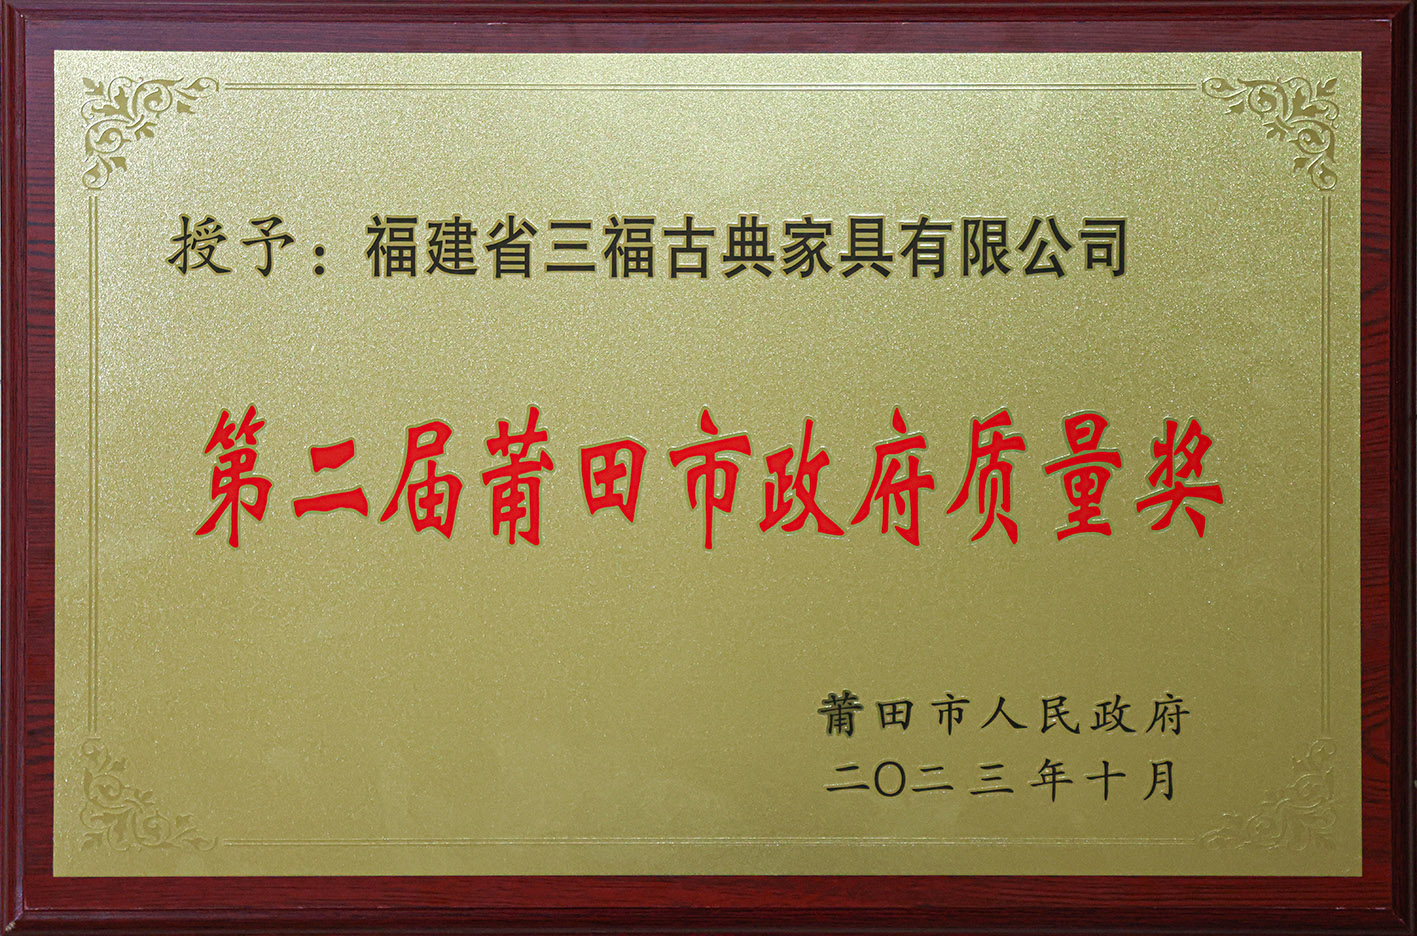 授予：福建省三福古典家具有限公司
第二届莆田市政府质量奖
莆田市人民政府
二〇二三年十月